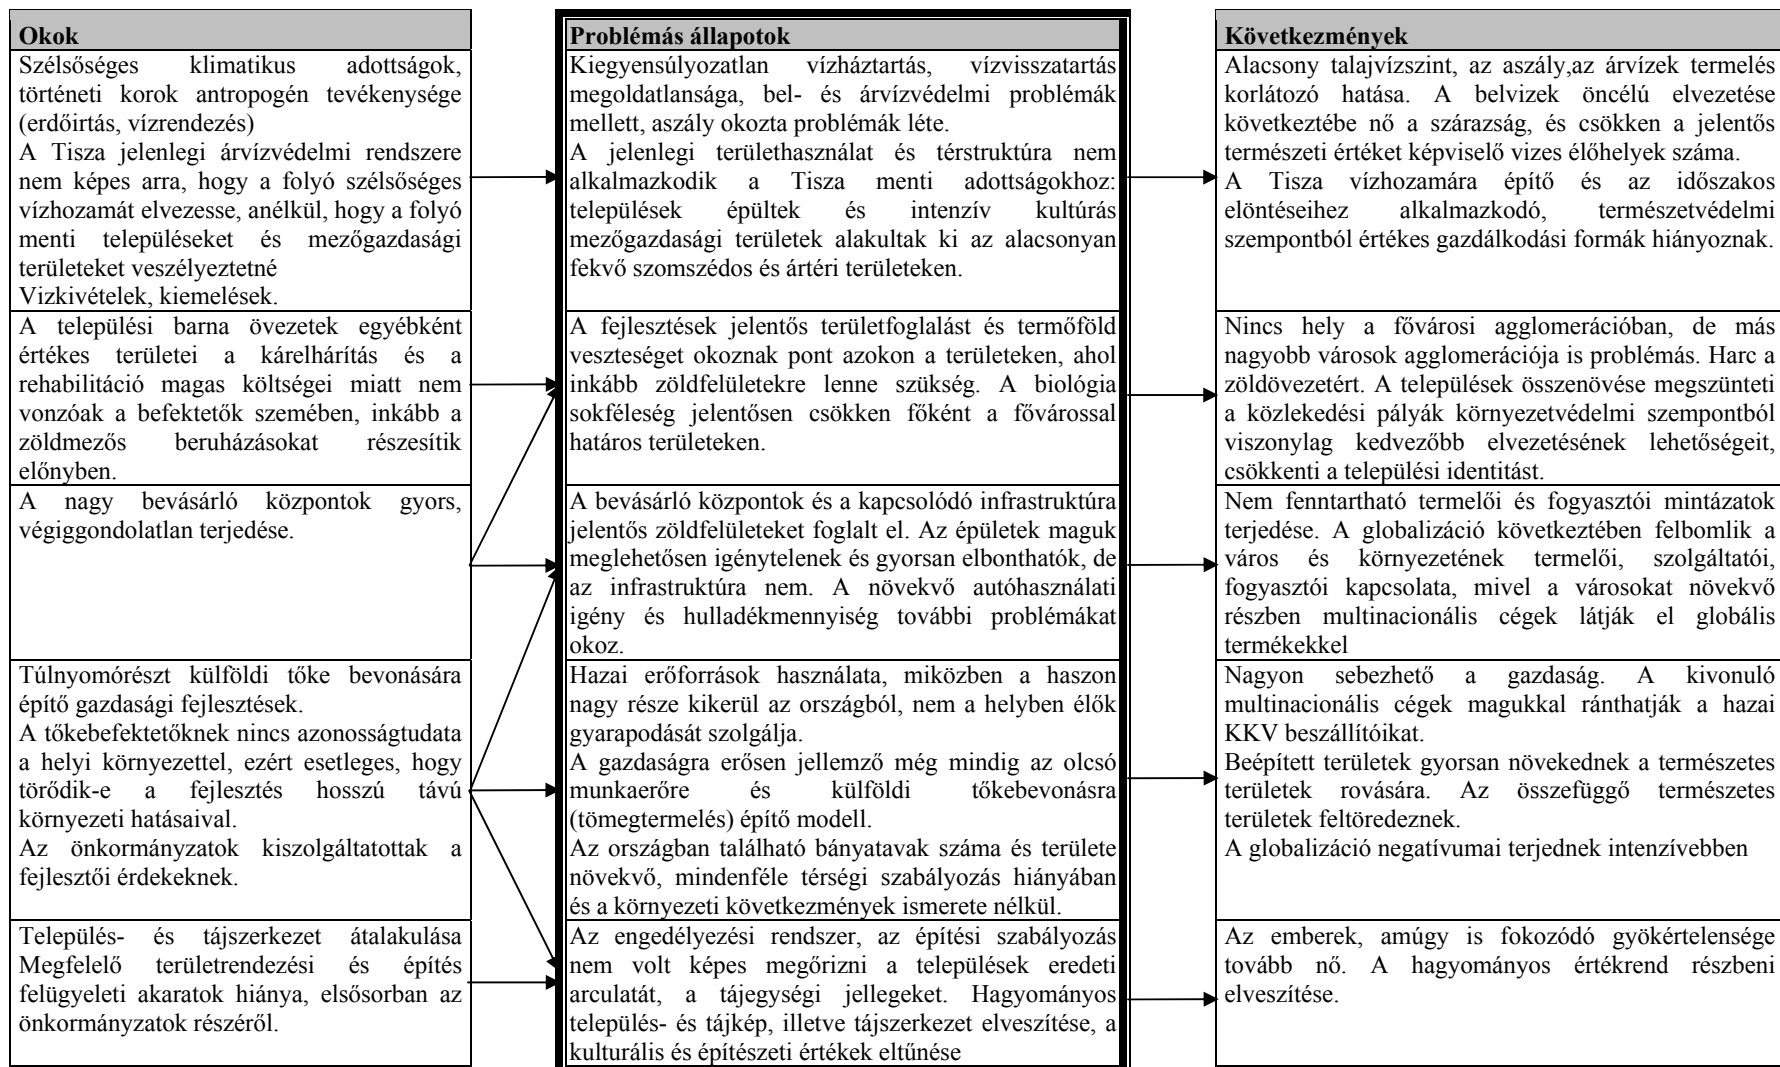 Okok
Szélsőséges klimatikus adottságok,
történeti korok antropogén tevékenysége
(erdőirtás, vízrendezés)
A Tisza jelenlegi árvízvédelmi rendszere
nem képes arra, hogy a folyó szélsőséges
vízhozamát elvezesse, anélkül, hogy a folyó
menti településeket és mezőgazdasági
területeket veszélyeztetné
Vizkivételek, kiemelések.
A települési barna övezetek egyébként
értékes területei a kárelhárítás és a
rehabilitáció magas költségei miatt nem
vonzóak a befektetők szemében, inkább a
zöldmezős beruházásokat részesítik
előnyben.
A nagy bevásárló központok gyors,
végiggondolatlan terjedése.
Túlnyomórészt külföldi tőke bevonására
építő gazdasági fejlesztések.
A tőkebefektetőknek nincs azonosságtudata
a helyi környezettel, ezért esetleges, hogy
törődik-e a fejlesztés hosszú távú
környezeti hatásaival.
Az önkormányzatok kiszolgáltatottak a
fejlesztői érdekeknek.
Település- és tájszerkezet átalakulása
Megfelelő területrendezési és építés
felügyeleti akaratok hiánya, elsősorban az
önkormányzatok részéről.
Problémás állapotok
Kiegyensúlyozatlan vízháztartás, vízvisszatartás
megoldatlansága, bel- és árvízvédelmi problémák
mellett, aszály okozta problémák léte.
A jelenlegi területhasználat és térstruktúra nem
alkalmazkodik a Tisza menti adottságokhoz:
települések épültek és intenzív kultúrás
mezőgazdasági területek alakultak ki az alacsonyan
fekvő szomszédos és ártéri területeken.
A fejlesztések jelentős területfoglalást és termőföld
veszteséget okoznak pont azokon a területeken, ahol
inkább zöldfelületekre lenne szükség. A biológia
sokféleség jelentősen csökken főként a fővárossal
határos területeken.
A bevásárló központok és a kapcsolódó infrastruktúra
jelentős zöldfelületeket foglalt el. Az épületek maguk
meglehetősen igénytelenek és gyorsan elbonthatók, de
az infrastruktúra nem. A növekvő autóhasználati
igény és hulladékmennyiség további problémákat
okoz.
Hazai erőforrások használata, miközben a haszon
nagy része kikerül az országból, nem a helyben élők
gyarapodását szolgálja.
A gazdaságra erősen jellemző még mindig az olcsó
munkaerőre és külföldi tőkebevonásra
(tömegtermelés) építő modell.
Az országban található bányatavak száma és területe
növekvő, mindenféle térségi szabályozás hiányában
és a környezeti következmények ismerete nélkül.
Az engedélyezési rendszer, az építési szabályozás
nem volt képes megőrizni a települések eredeti
arculatát, a tájegységi jellegeket. Hagyományos
település- és tájkép, illetve tájszerkezet elveszítése, a
kulturális és építészeti értékek eltűnése
Következmények
Alacsony talajvízszint, az aszály,az árvízek termelés
korlátozó hatása. A belvizek öncélú elvezetése
következtébe nő a szárazság, és csökken a jelentős
természeti értéket képviselő vizes élőhelyek száma.
A Tisza vízhozamára építő és az időszakos
elöntéseihez alkalmazkodó, természetvédelmi
szempontból értékes gazdálkodási formák hiányoznak.
Nincs hely a fővárosi agglomerációban, de más
nagyobb városok agglomerációja is problémás. Harc a
zöldövezetért. A települések összenövése megszünteti
a közlekedési pályák környezetvédelmi szempontból
viszonylag kedvezőbb elvezetésének lehetőségeit,
csökkenti a települési identitást.
Nem fenntartható termelői és fogyasztói mintázatok
terjedése. A globalizáció következtében felbomlik a
város és környezetének termelői, szolgáltatói,
fogyasztói kapcsolata, mivel a városokat növekvő
részben multinacionális cégek látják el globális
termékekkel
Nagyon sebezhető a gazdaság. A kivonuló
multinacionális cégek magukkal ránthatják a hazai
KKV beszállítóikat.
Beépített területek gyorsan növekednek a természetes
területek rovására. Az összefüggő természetes
területek feltöredeznek.
A globalizáció negatívumai terjednek intenzívebben
Az emberek, amúgy is fokozódó gyökértelensége
tovább nő. A hagyományos értékrend részbeni
elveszítése.